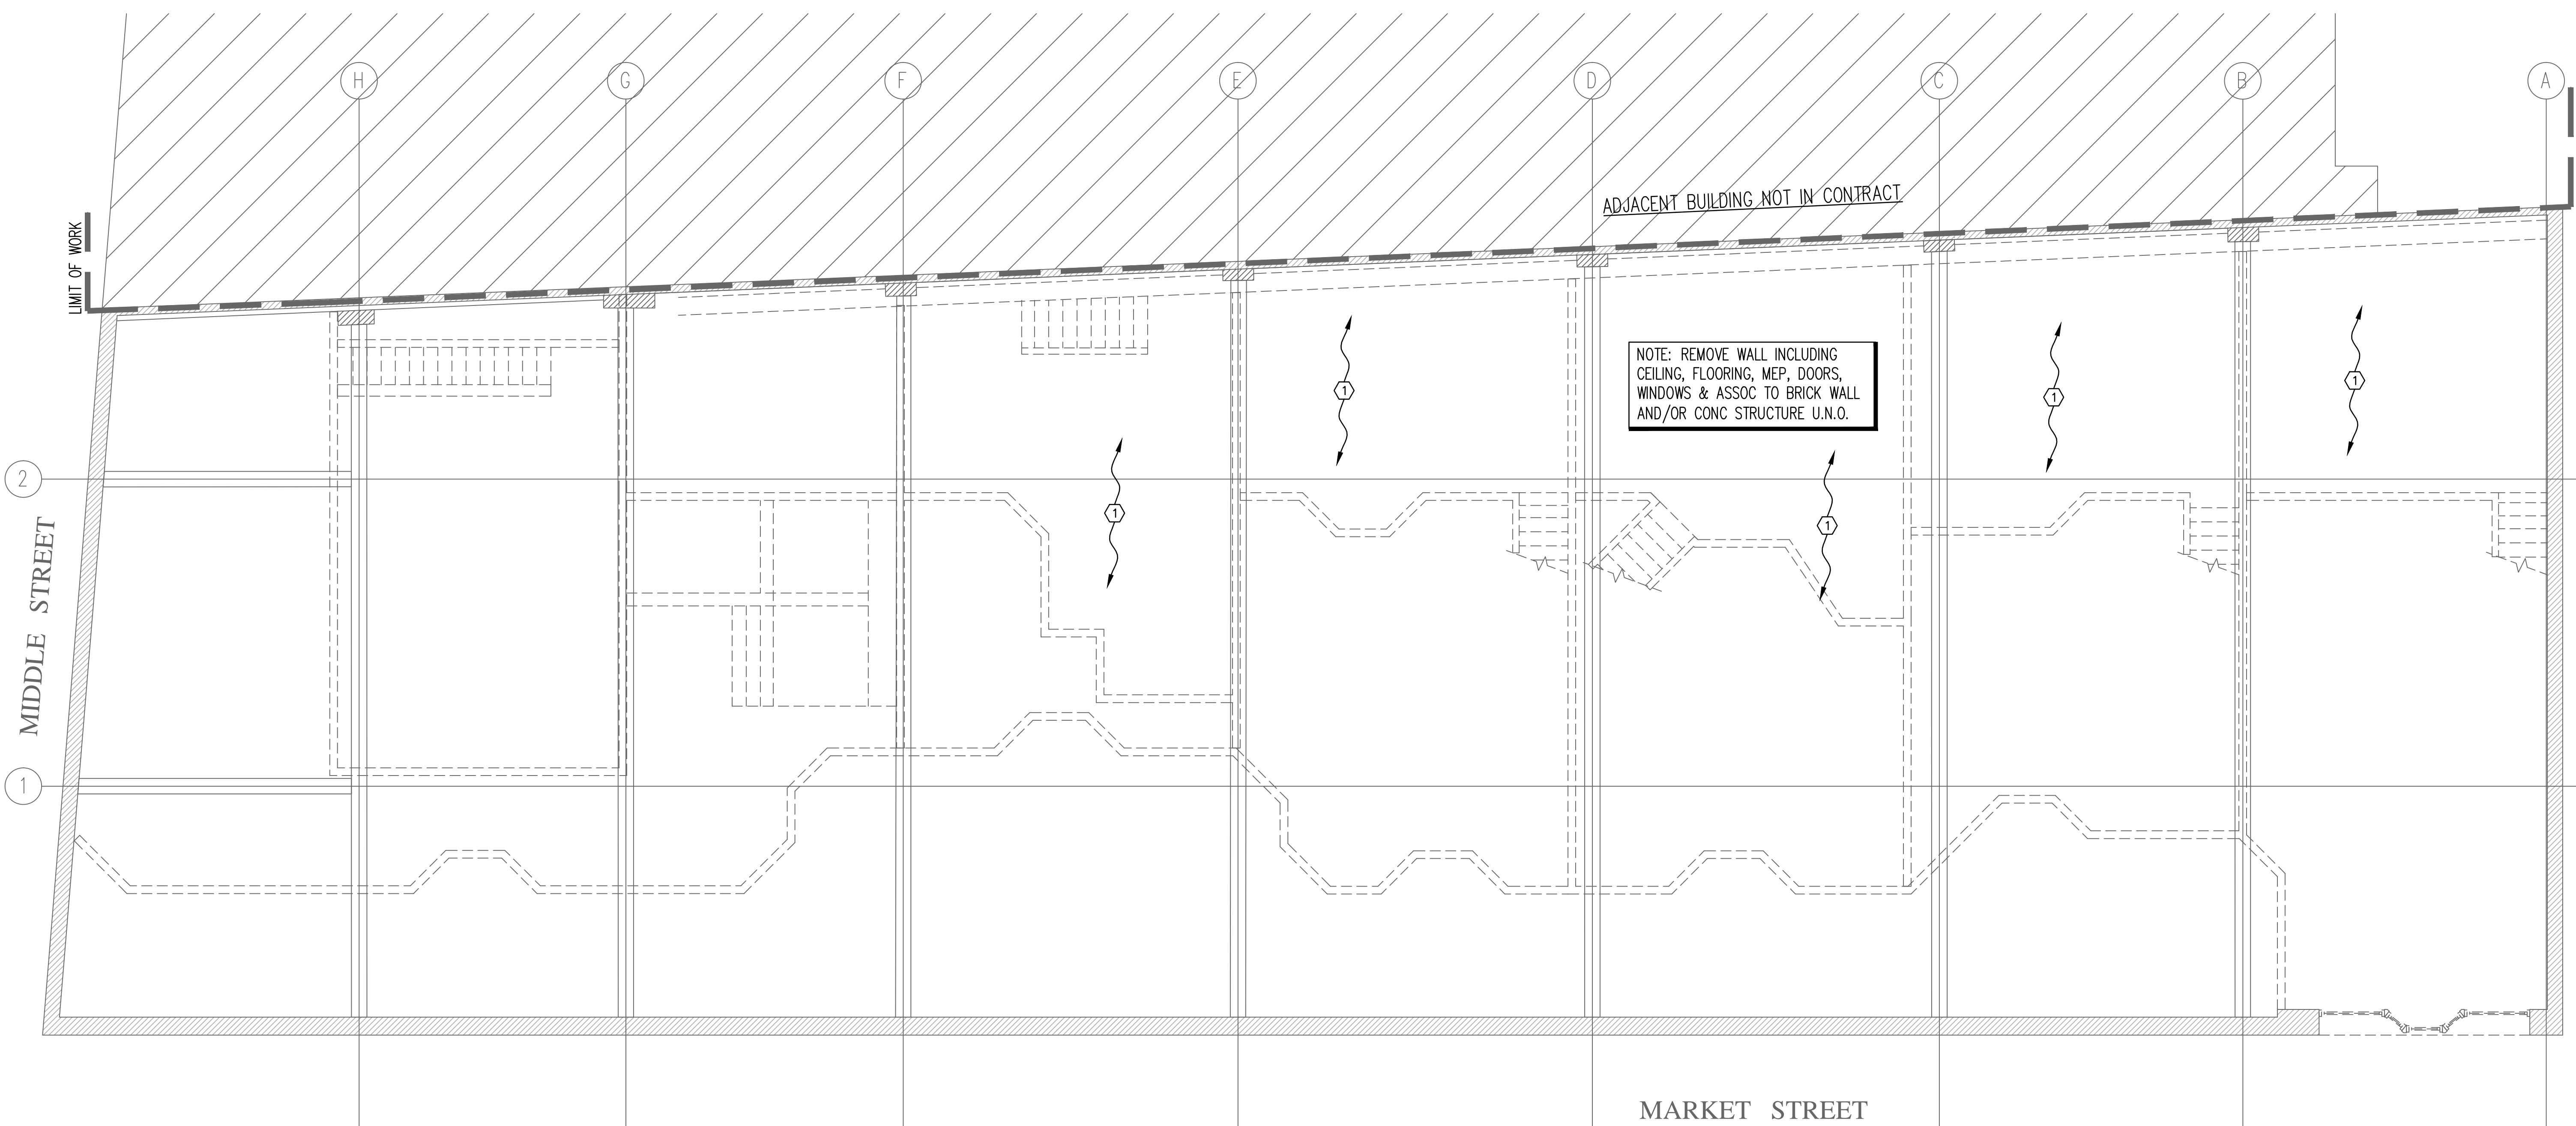 H
G
F
E
D
C
B
A
LIMIT OF WORK
ADJACENT BUILDING NOT IN CONTRACT
NOTE: REMOVE WALL INCLUDING
CEILING, FLOORING, MEP, DOORS,
WINDOWS & ASSOC TO BRICK WALL
AND/OR CONC STRUCTURE U.N.O.
1
1
1
1
1
2
MIDDLE STREET
1
MARKET STREET